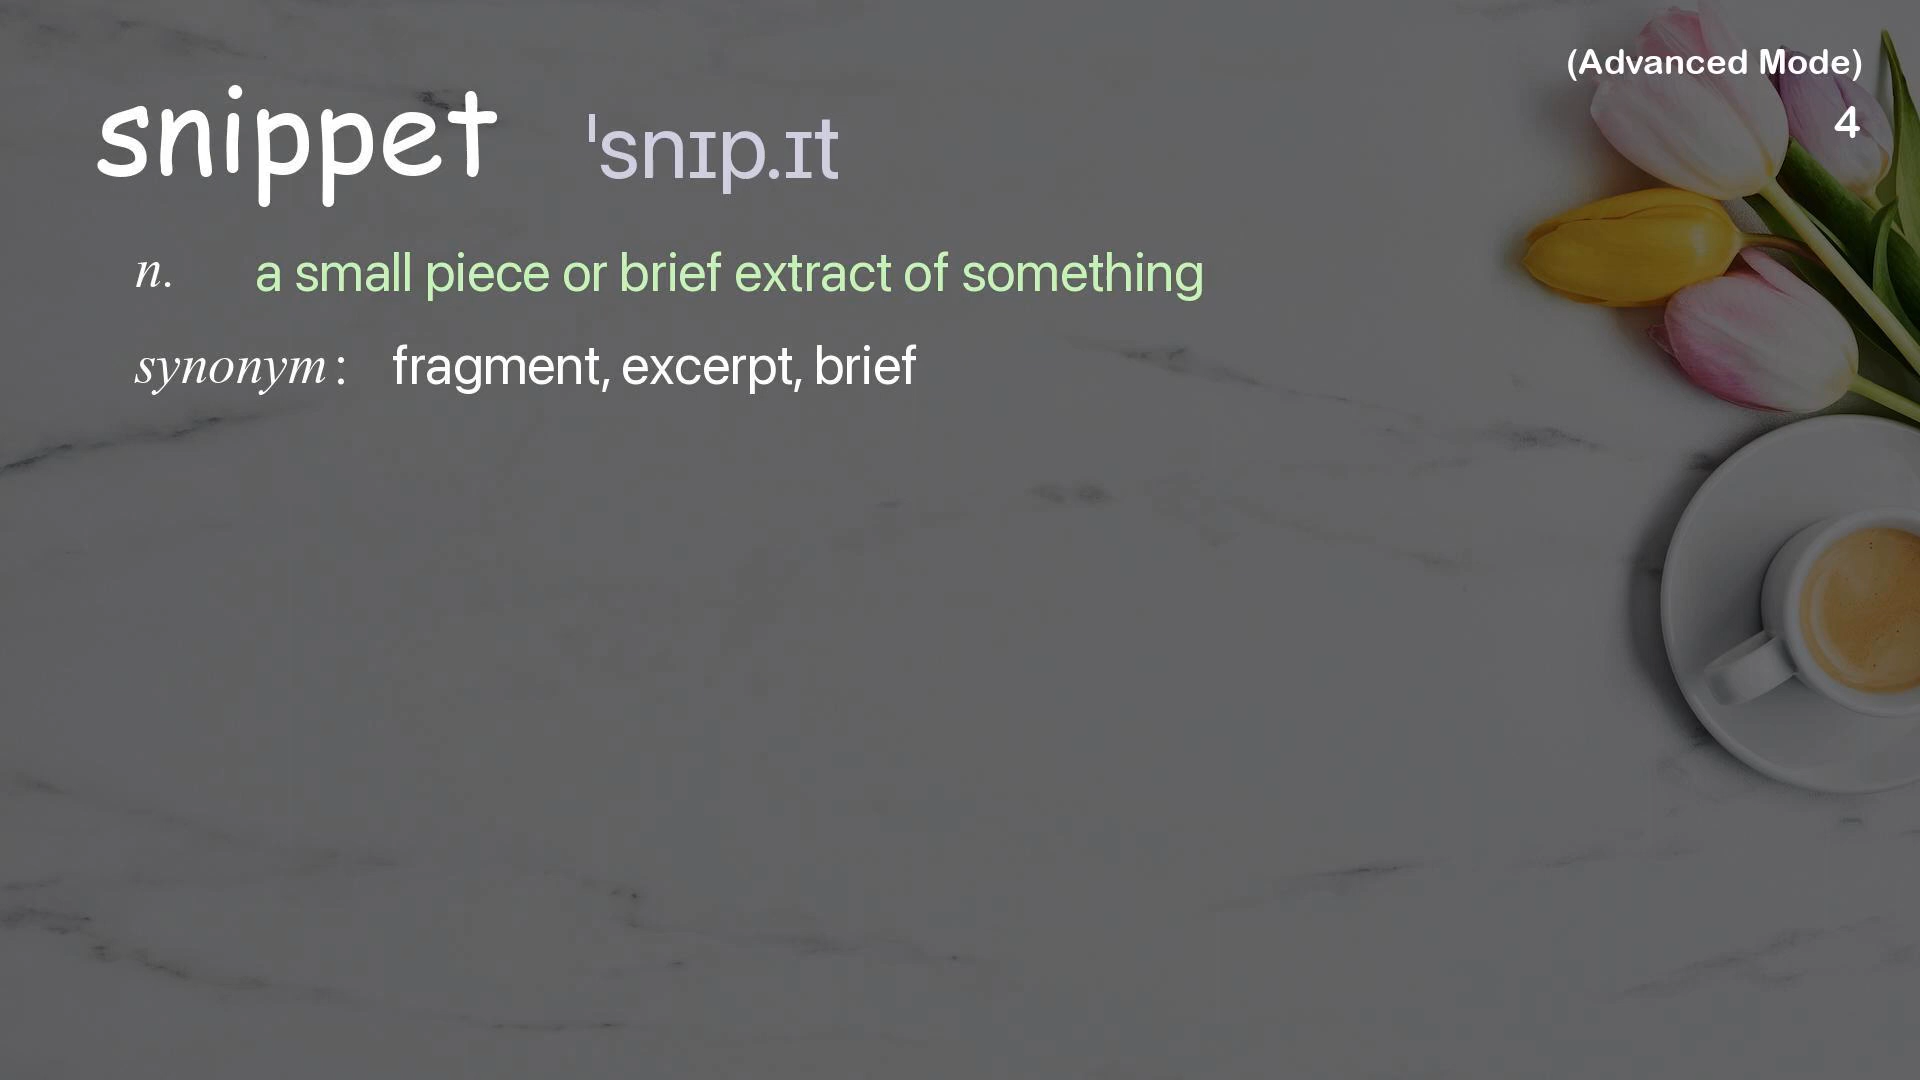 (Advanced Mode)
4
snippet ˈsnɪp.ɪt
n. a small piece or brief extract of something
synonym : fragment, excerpt, brief